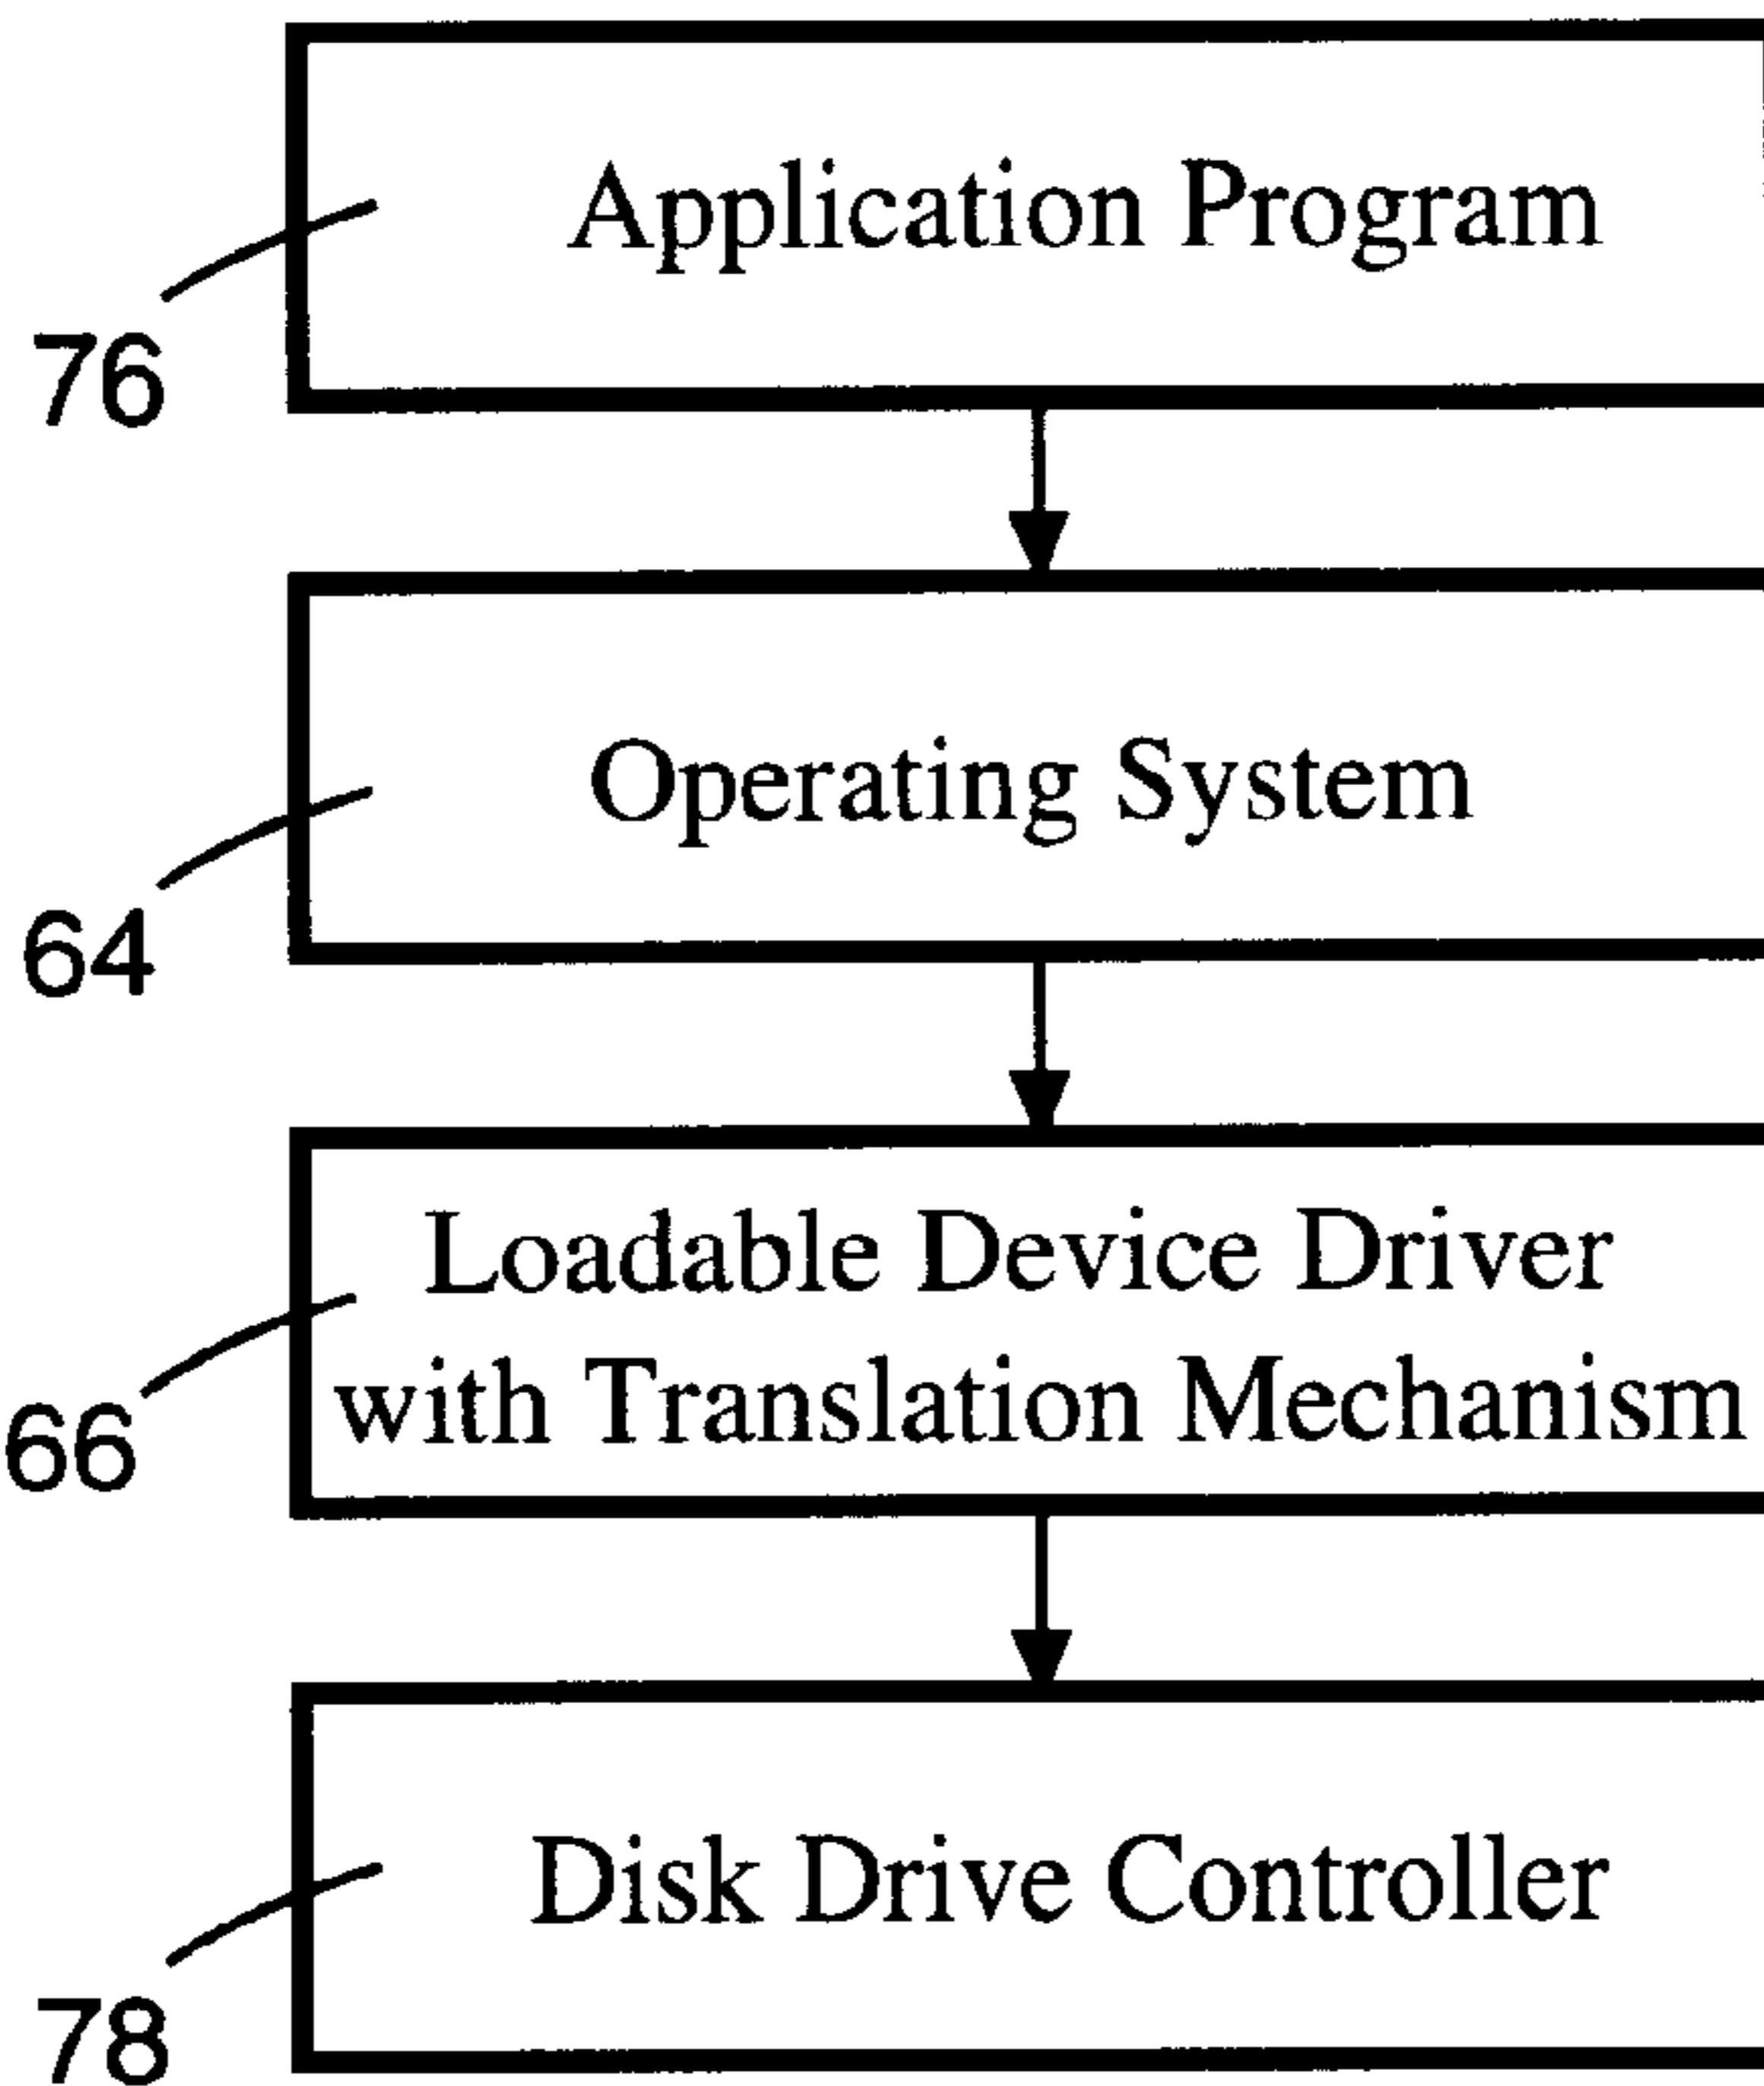 Application Program
76
Operating System
64
Loadable Device Driver
with Translation Mechanism
66
Disk Drive Controller
78